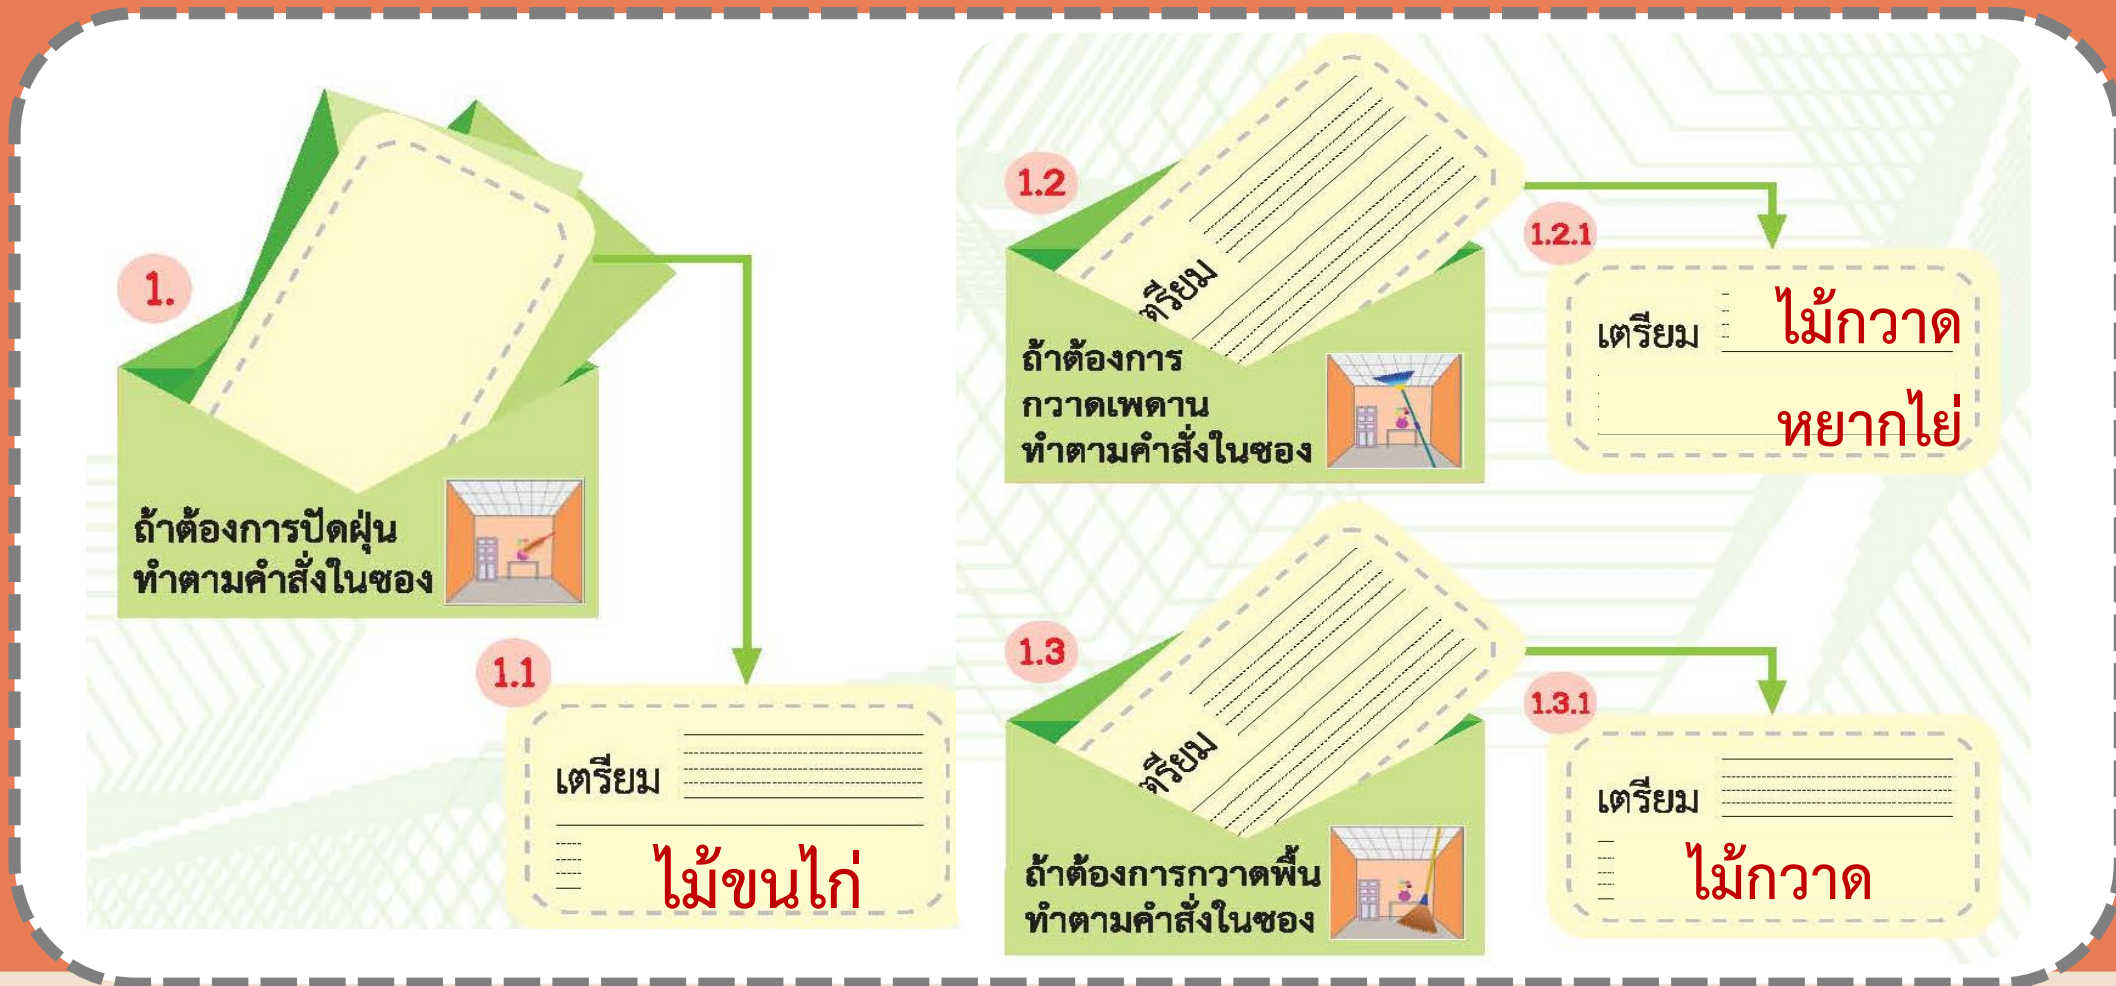 1.
ถ้าต้องการปัดฝุ่น
ทำตามคำสั่งในซอง
1.1
เตรียม
ไม้ขนไก่
1.2
ตรียม
ถ้าต้องการ
กวาดเพดาน
ทำตามคำสั่งในซอง
1.2.1
เตรียม ไม้กวาด
หยากไย่
1.3
ตรียม
ถ้าต้องการกวาดพื้น
ทำตามคำสั่งในซอง
1.3.1
เตรียม
ไม้กวาด